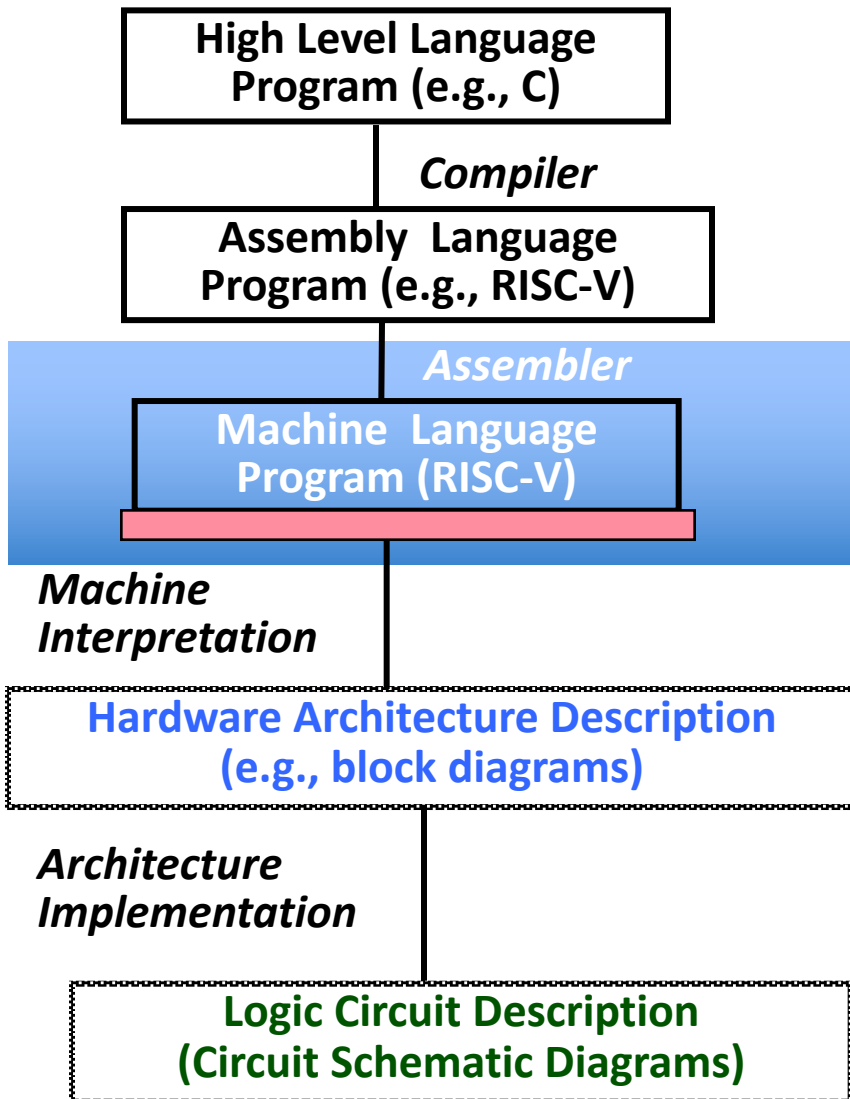 High Level Language
Program (e.g., C)
Compiler
Assembly Language
Program (e.g., RISC-V)
Assembler
Machine Language
Program (RISC-V)
Machine
Interpretation
Hardware Architecture Description
(e.g., block diagrams)
Architecture
Implementation
Logic Circuit Description
(Circuit Schematic Diagrams)